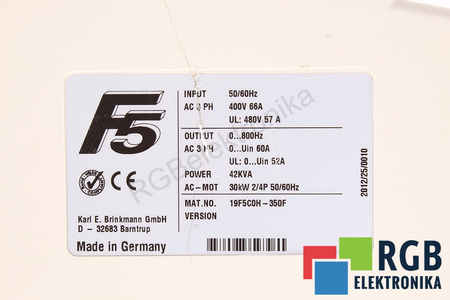 F5
INPUT 50/60Hz
AC 3 PH 400V 66A
UL: 480V 57 A
OUTPUT 0...800Hz
AC 3 PH 0...Uin 60A
UL: 0...Uin 52A
POWER 42KVA
AC-MOT 30kW 2/4P 50/60Hz
MAT.NO. 19F5C0H-350F
VERSION
CE
Karl E. Brinkmann GmbH
D - 32683 Barntrup
Made in Germany
2012/25/0010
RGBelektronika
RGB
ELEKTRONIKA